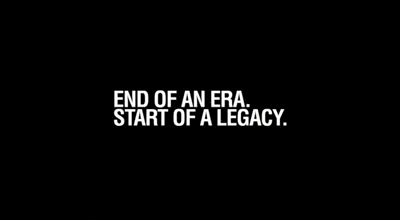 END OF AN ERA.
START OF A LEGACY.